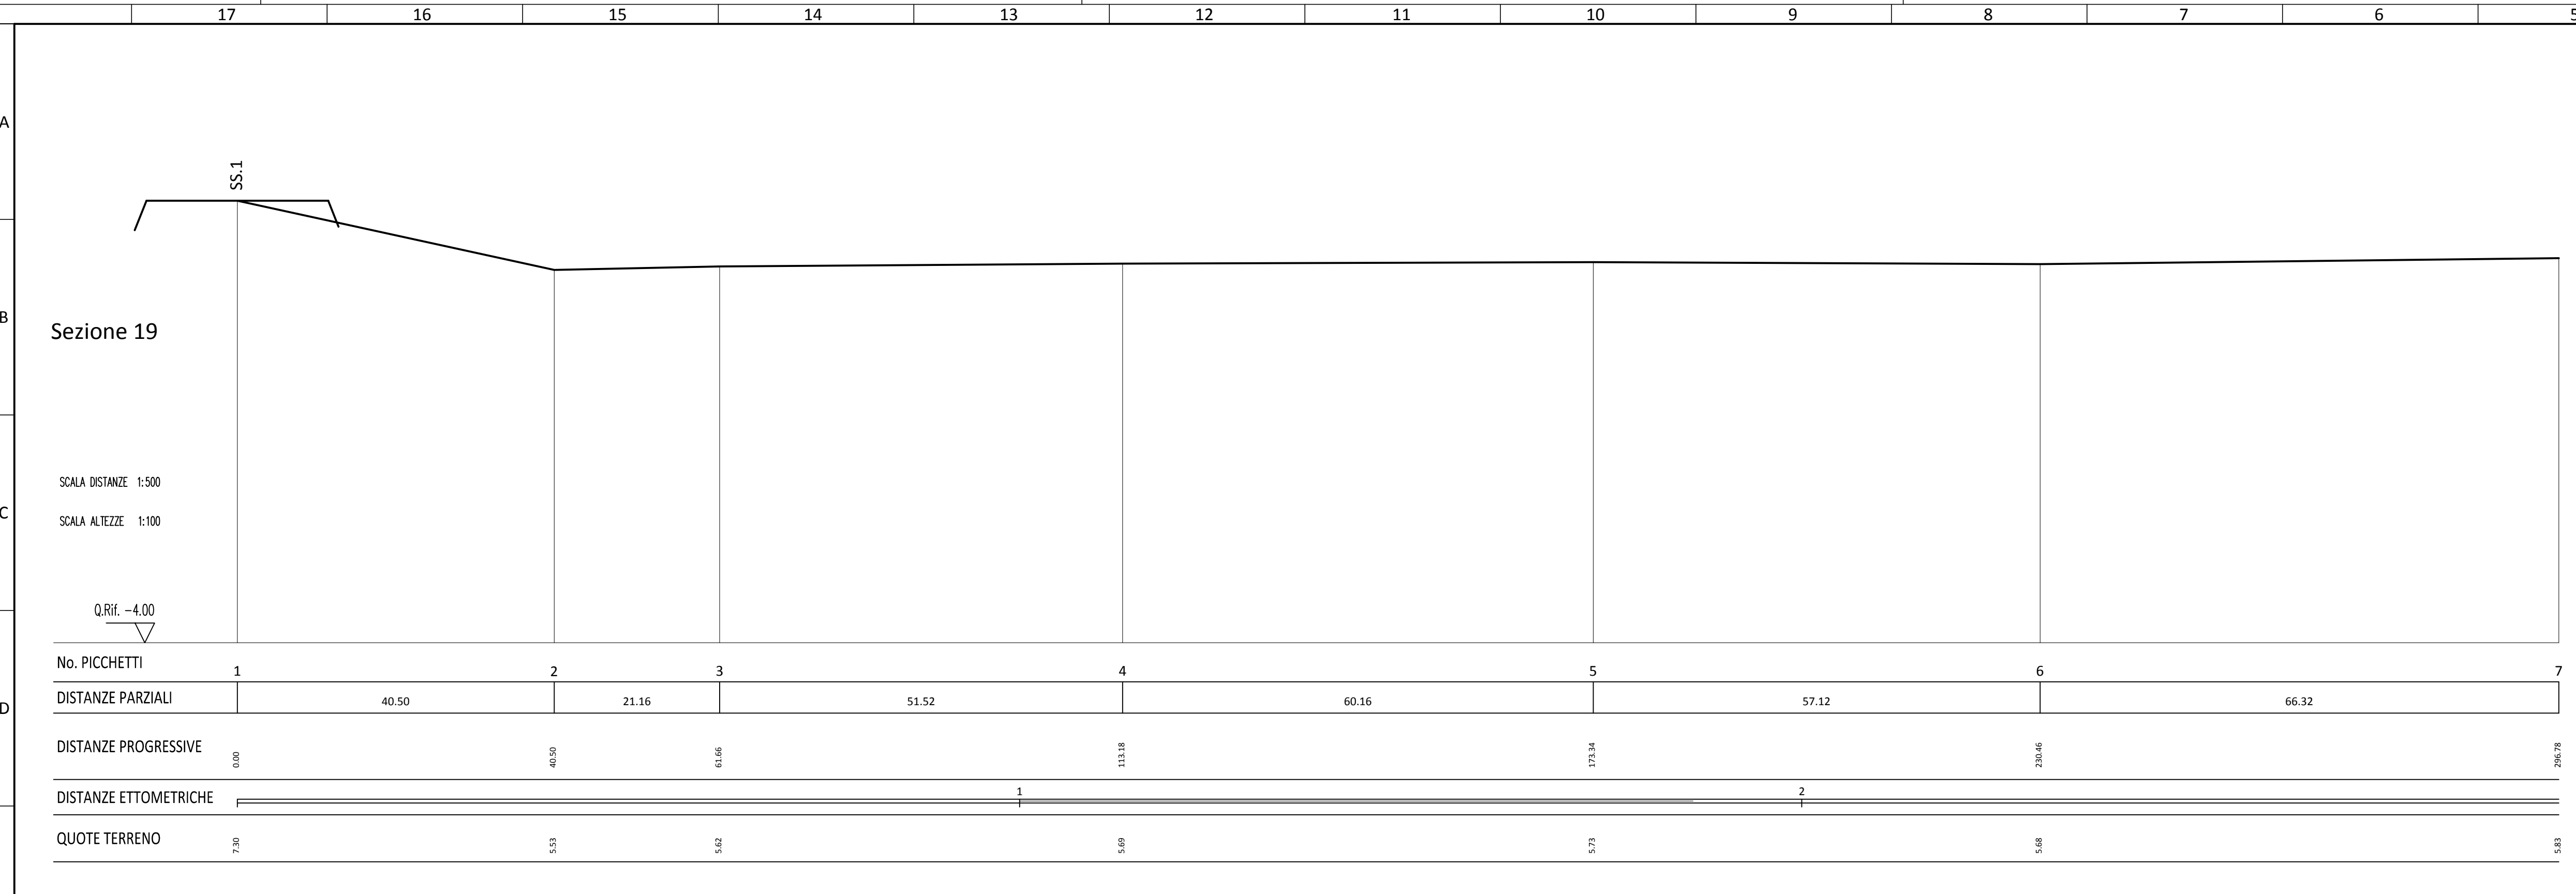 17 16 15 14 13 12 11 10 9 8 7 6
A
SS.1
B
Sezione 19
SCALA DISTANZE 1:500
C
SCALA ALTEZZE 1:100
Q.Rif. −4.00
No. PICCHETTI 1 2 3 4 5 6 7
DISTANZE PARZIALI 40.50 21.16 51.52 60.16 57.12 66.32
D
DISTANZE PROGRESSIVE 0.00 40.50 61.66 113.18 173.34 230.46 296.78
DISTANZE ETTOMETRICHE 1 2
QUOTE TERRENO 7.30 5.53 5.62 5.69 5.73 5.68 5.83